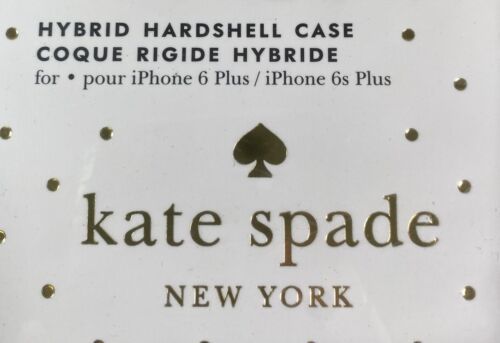 HYBRID HARDSHELL CASE
COQUE RIGIDE HYBRIDE
for • pour iPhone 6 Plus / iPhone 6s Plus
kate spade
NEW YORK